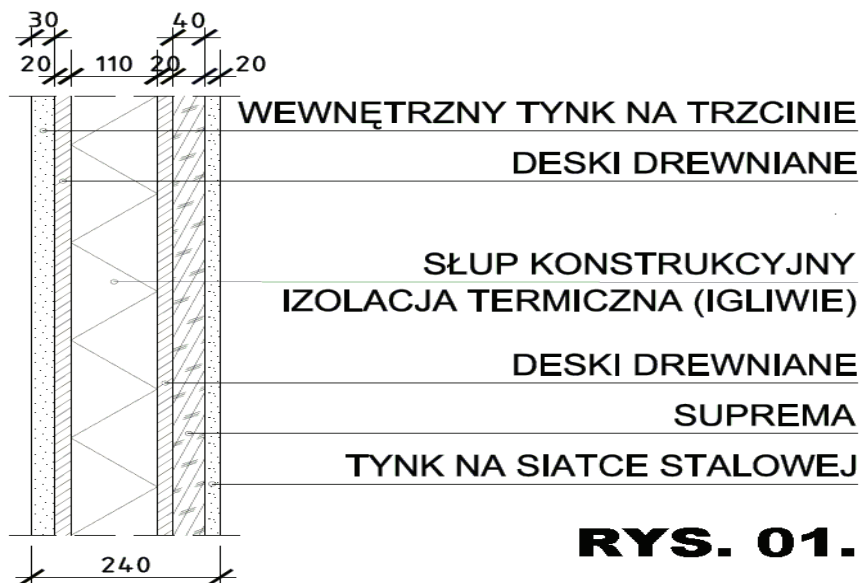 30 40
20 110 20 20
WEWNĘTRZNY TYNK NA TRZCINIE
DESKI DREWNIANE
SŁUP KONSTRUKCYJNY
IZOLACJA TERMICZNA (IGLIWIE)
DESKI DREWNIANE
SUPREMA
TYNK NA SIATCE STALOWEJ
RYS. 01.
240